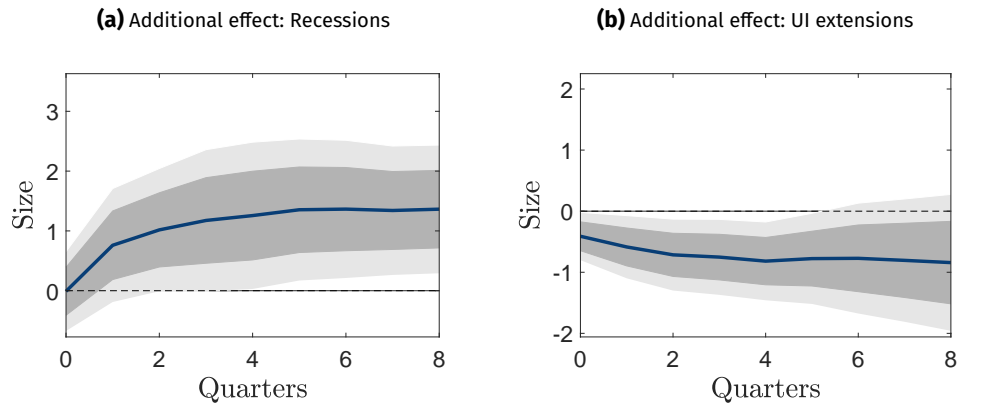 (a) Additional effect: Recessions
3
2
1
0
Size
0 2 4 6 8
Quarters
(b) Additional effect: UI extensions
2
1
0
-1
-2
Size
0 2 4 6 8
Quarters